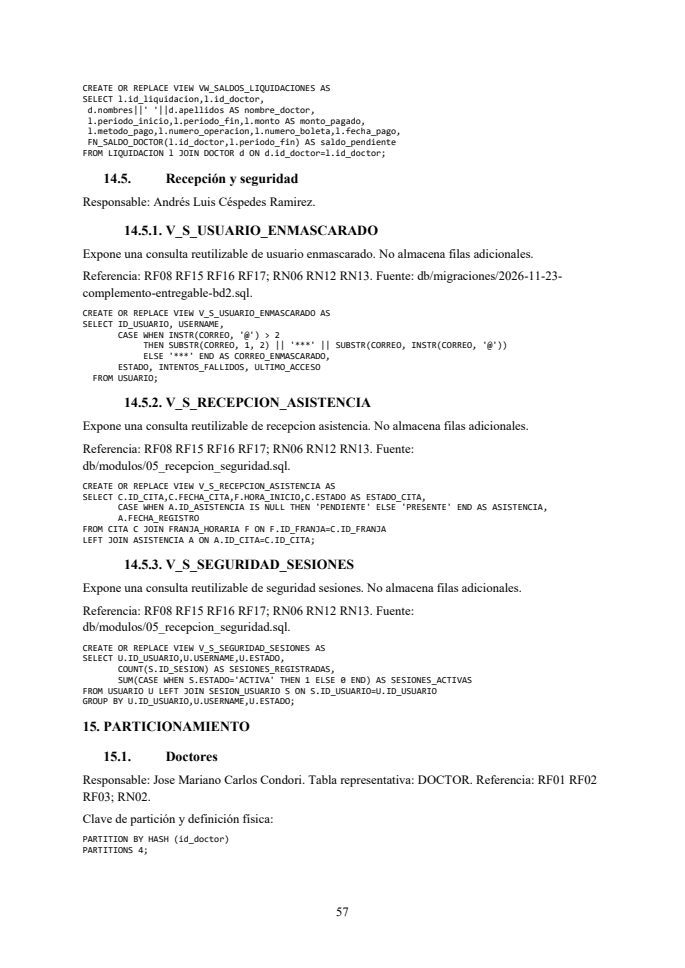 CREATE OR REPLACE VIEW VW_SALDOS_LIQUIDACIONES AS
SELECT l.id_liquidacion,l.id_doctor,
d.nombres||' '||d.apellidos AS nombre_doctor,
l.periodo_inicio,l.periodo_fin,l.monto AS monto_pagado,
l.metodo_pago,l.numero_operacion,l.numero_boleta,l.fecha_pago,
FN_SALDO_DOCTOR(l.id_doctor,l.periodo_fin) AS saldo_pendiente
FROM LIQUIDACION l JOIN DOCTOR d ON d.id_doctor=l.id_doctor;
14.5. Recepción y seguridad
Responsable: Andrés Luis Céspedes Ramirez.
14.5.1. V_S_USUARIO_ENMASCARADO
Expone una consulta reutilizable de usuario enmascarado. No almacena filas adicionales.
Referencia: RF08 RF15 RF16 RF17; RN06 RN12 RN13. Fuente: db/migraciones/2026-11-23-
complemento-entregable-bd2.sql.
CREATE OR REPLACE VIEW V_S_USUARIO_ENMASCARADO AS
SELECT ID_USUARIO, USERNAME,
CASE WHEN INSTR(CORREO, '@') > 2
THEN SUBSTR(CORREO, 1, 2) || '***' || SUBSTR(CORREO, INSTR(CORREO, '@'))
ELSE '***' END AS CORREO_ENMASCARADO,
ESTADO, INTENTOS_FALLIDOS, ULTIMO_ACCESO
FROM USUARIO;
14.5.2. V_S_RECEPCION_ASISTENCIA
Expone una consulta reutilizable de recepcion asistencia. No almacena filas adicionales.
Referencia: RF08 RF15 RF16 RF17; RN06 RN12 RN13. Fuente:
db/modulos/05_recepcion_seguridad.sql.
CREATE OR REPLACE VIEW V_S_RECEPCION_ASISTENCIA AS
SELECT C.ID_CITA,C.FECHA_CITA,F.HORA_INICIO,C.ESTADO AS ESTADO_CITA,
CASE WHEN A.ID_ASISTENCIA IS NULL THEN 'PENDIENTE' ELSE 'PRESENTE' END AS ASISTENCIA,
A.FECHA_REGISTRO
FROM CITA C JOIN FRANJA_HORARIA F ON F.ID_FRANJA=C.ID_FRANJA
LEFT JOIN ASISTENCIA A ON A.ID_CITA=C.ID_CITA;
14.5.3. V_S_SEGURIDAD_SESIONES
Expone una consulta reutilizable de seguridad sesiones. No almacena filas adicionales.
Referencia: RF08 RF15 RF16 RF17; RN06 RN12 RN13. Fuente:
db/modulos/05_recepcion_seguridad.sql.
CREATE OR REPLACE VIEW V_S_SEGURIDAD_SESIONES AS
SELECT U.ID_USUARIO,U.USERNAME,U.ESTADO,
COUNT(S.ID_SESION) AS SESIONES_REGISTRADAS,
SUM(CASE WHEN S.ESTADO='ACTIVA' THEN 1 ELSE 0 END) AS SESIONES_ACTIVAS
FROM USUARIO U LEFT JOIN SESION_USUARIO S ON S.ID_USUARIO=U.ID_USUARIO
GROUP BY U.ID_USUARIO,U.USERNAME,U.ESTADO;
15. PARTICIONAMIENTO
15.1. Doctores
Responsable: Jose Mariano Carlos Condori. Tabla representativa: DOCTOR. Referencia: RF01 RF02
RF03; RN02.
Clave de partición y definición física:
PARTITION BY HASH (id_doctor)
PARTITIONS 4;
57